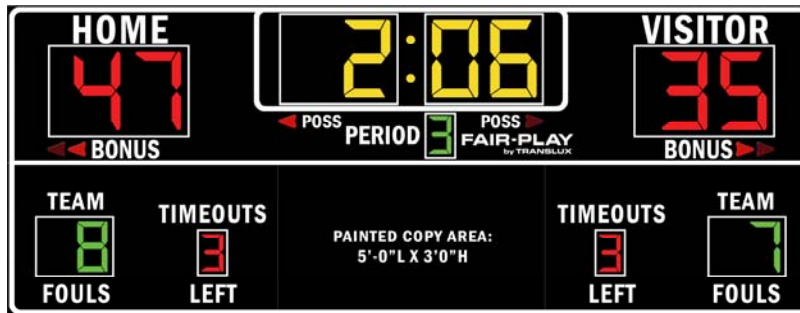 HOME
2:06
VISITOR
47
35
POSS
POSS
PERIOD 3
FAIR-PLAY
by TRANSLUX
BONUS
BONUS
TEAM
8
FOULS
TIMEOUTS
3
LEFT
PAINTED COPY AREA:
5'-0"L X 3'0"H
TIMEOUTS
3
LEFT
TEAM
7
FOULS